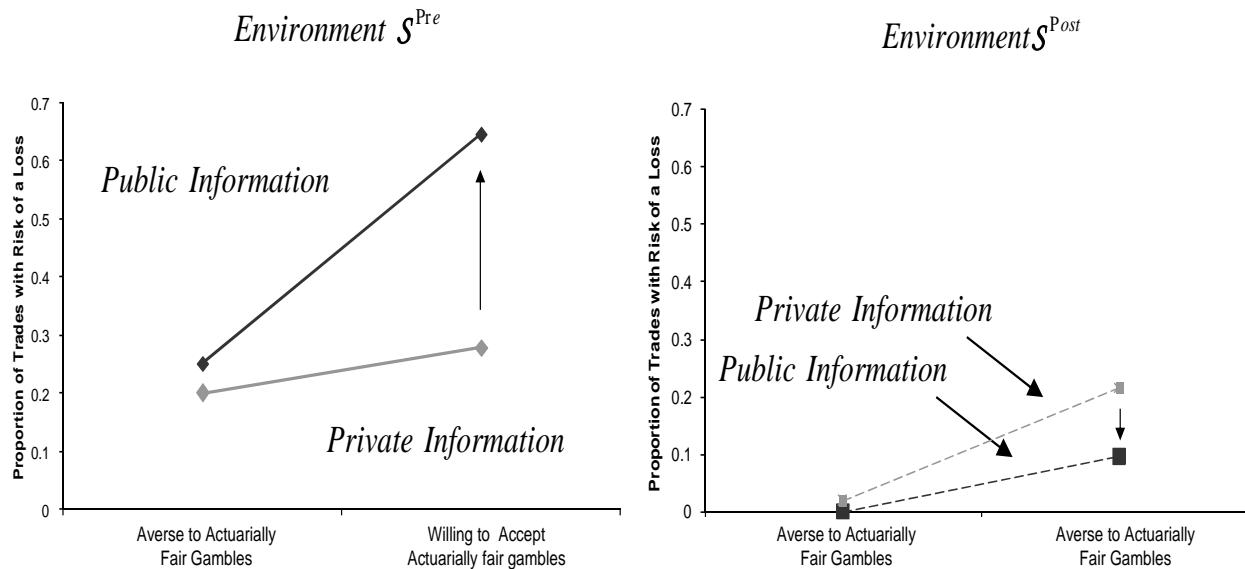 Environment S^Pre
Proportion of Trades with Risk of a Loss
0.7
0.6
0.5
0.4
0.3
0.2
0.1
0
Public Information
Private Information
Averse to Actuarially
Fair Gambles
Willing to Accept
Actuarially fair gambles
Environment S^Post
Proportion of Trades with Risk of a Loss
0.7
0.6
0.5
0.4
0.3
0.2
0.1
0
Private Information
Public Information
Averse to Actuarially
Fair Gambles
Averse to Actuarially
Fair Gambles